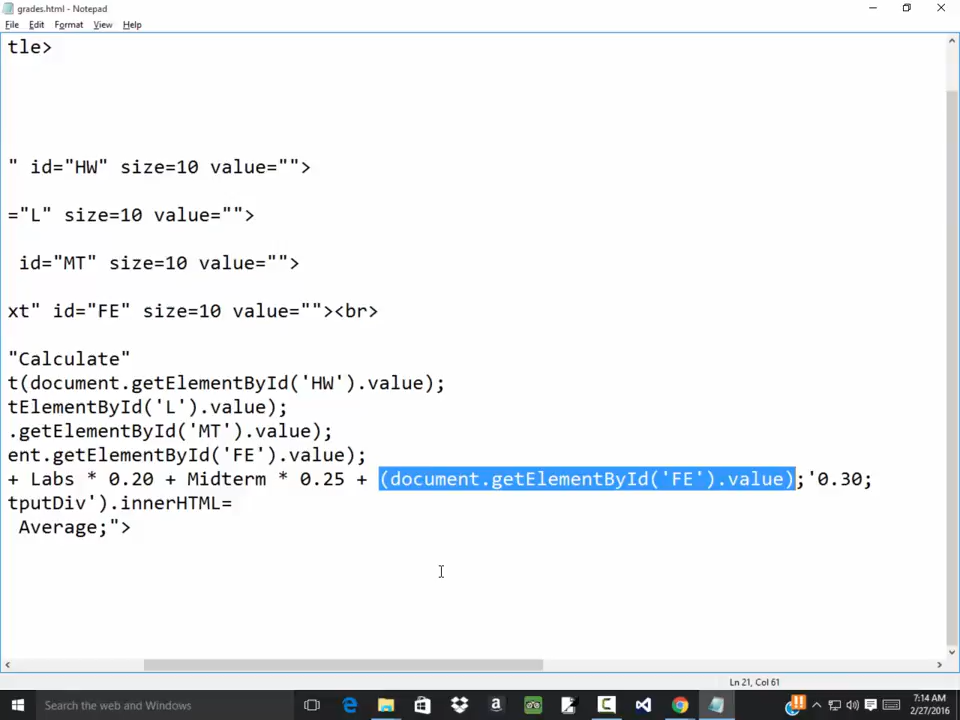 grades.html - Notepad
File Edit Format View Help
tle>
" id="HW" size=10 value="">
="L" size=10 value="">
id="MT" size=10 value="">
xt" id="FE" size=10 value=""><br>
"Calculate"
t(document.getElementById('HW').value);
tElementById('L').value);
.getElementById('MT').value);
ent.getElementById('FE').value);
+ Labs * 0.20 + Midterm * 0.25 + (document.getElementById('FE').value);'0.30;
tputDiv').innerHTML=
Average;">
Ln 21, Col 61
Search the web and Windows
7:14 AM
2/27/2016